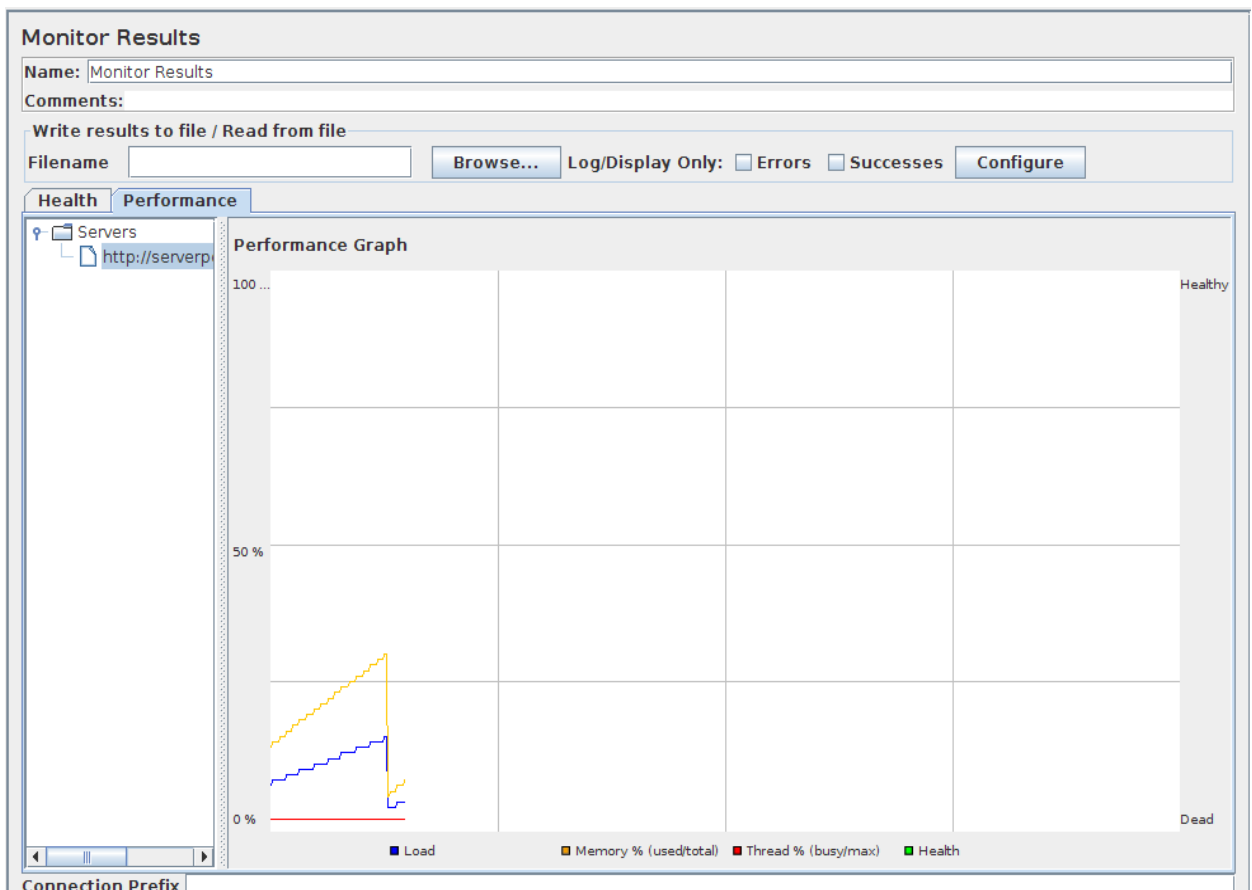 Monitor Results
Name: Monitor Results
Comments:
Write results to file / Read from file
Filename Browse... Log/Display Only: Errors Successes Configure
Health Performance
Servers
http://serverp
Performance Graph
100 ... Healthy
50 %
0 % Dead
Load Memory % (used/total) Thread % (busy/max) Health
Connection Prefix